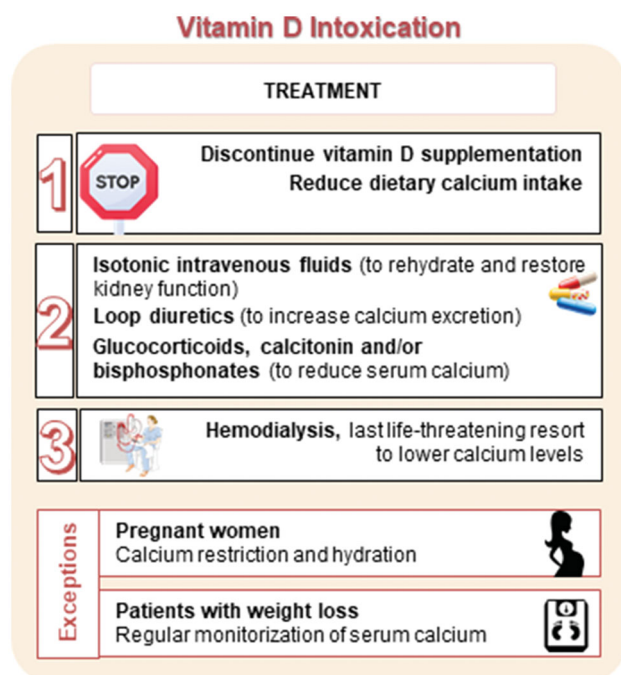 Vitamin D Intoxication
TREATMENT
1
STOP
Discontinue vitamin D supplementation
Reduce dietary calcium intake
2
Isotonic intravenous fluids (to rehydrate and restore
kidney function)
Loop diuretics (to increase calcium excretion)
Glucocorticoids, calcitonin and/or
bisphosphonates (to reduce serum calcium)
3
Hemodialysis, last life-threatening resort
to lower calcium levels
Exceptions
Pregnant women
Calcium restriction and hydration
Patients with weight loss
Regular monitorization of serum calcium